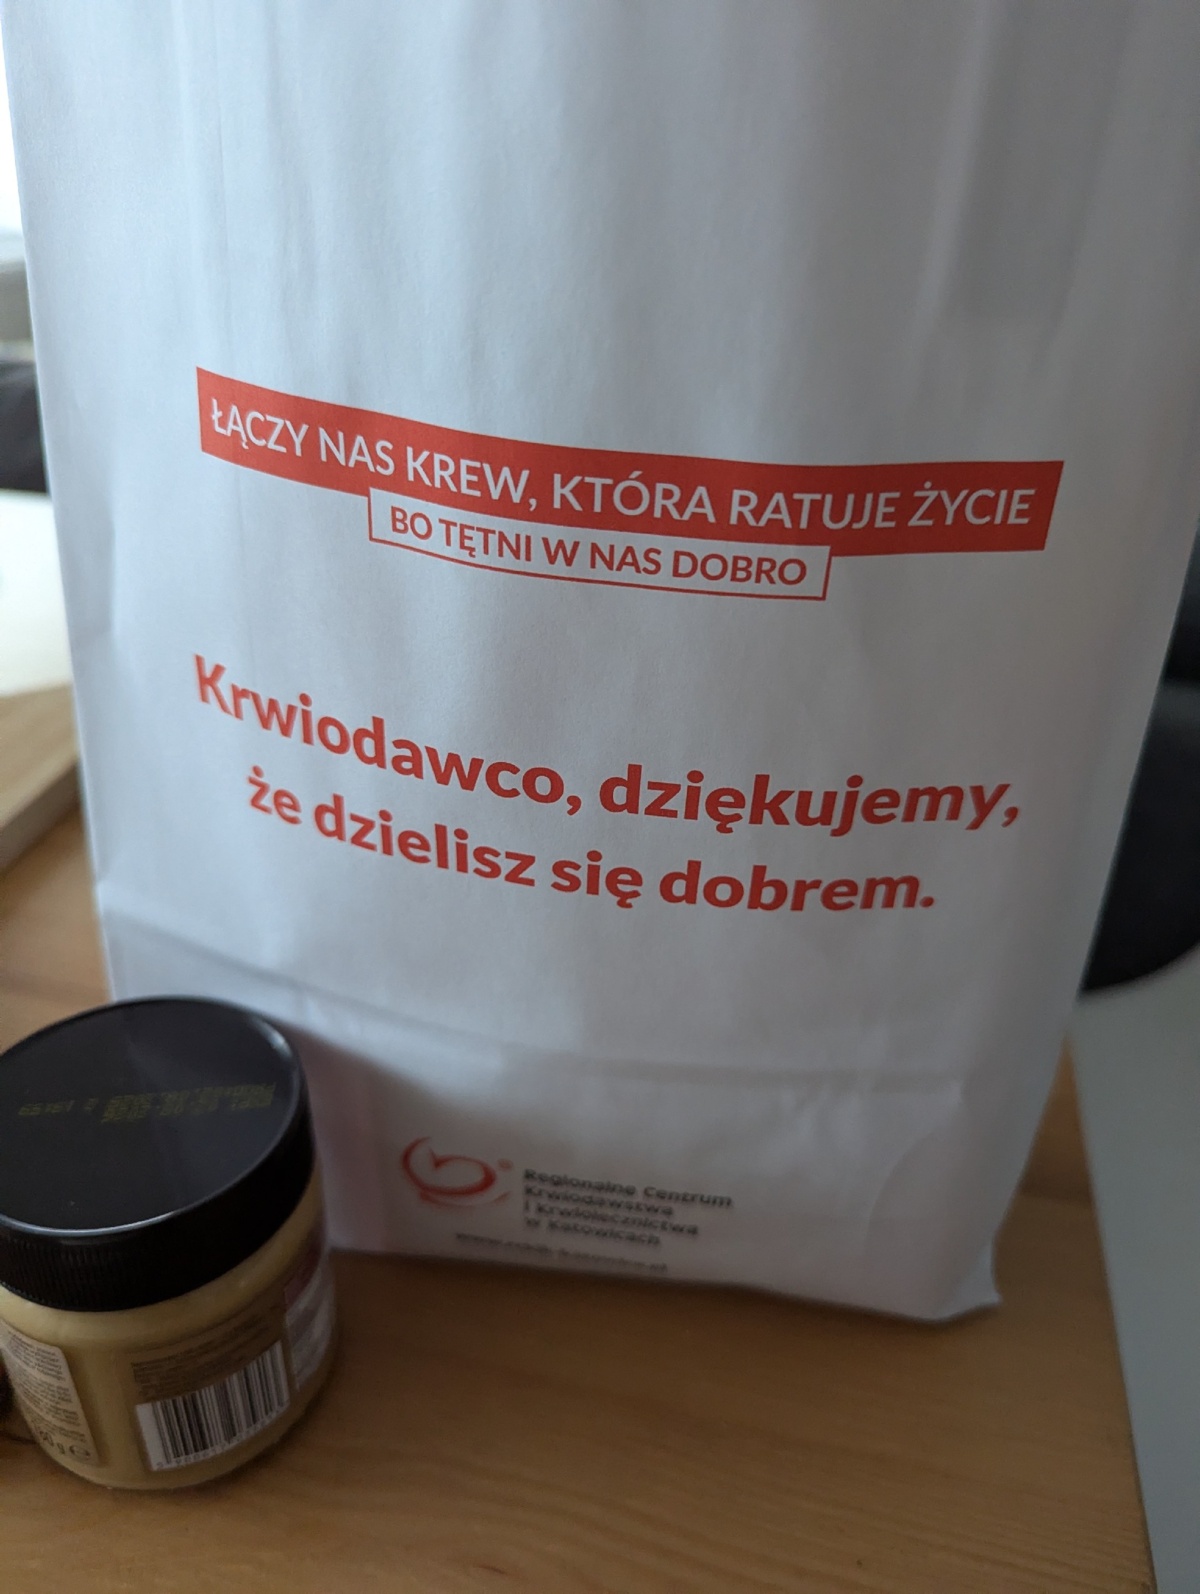 ŁĄCZY NAS KREW, KTÓRA RATUJE ŻYCIE
BO TĘTNI W NAS DOBRO
Krwiodawco, dziękujemy,
że dzielisz się dobrem.
Regionalne Centrum
Krwiodawstwa
i Krwiolecznictwa
w Katowicach